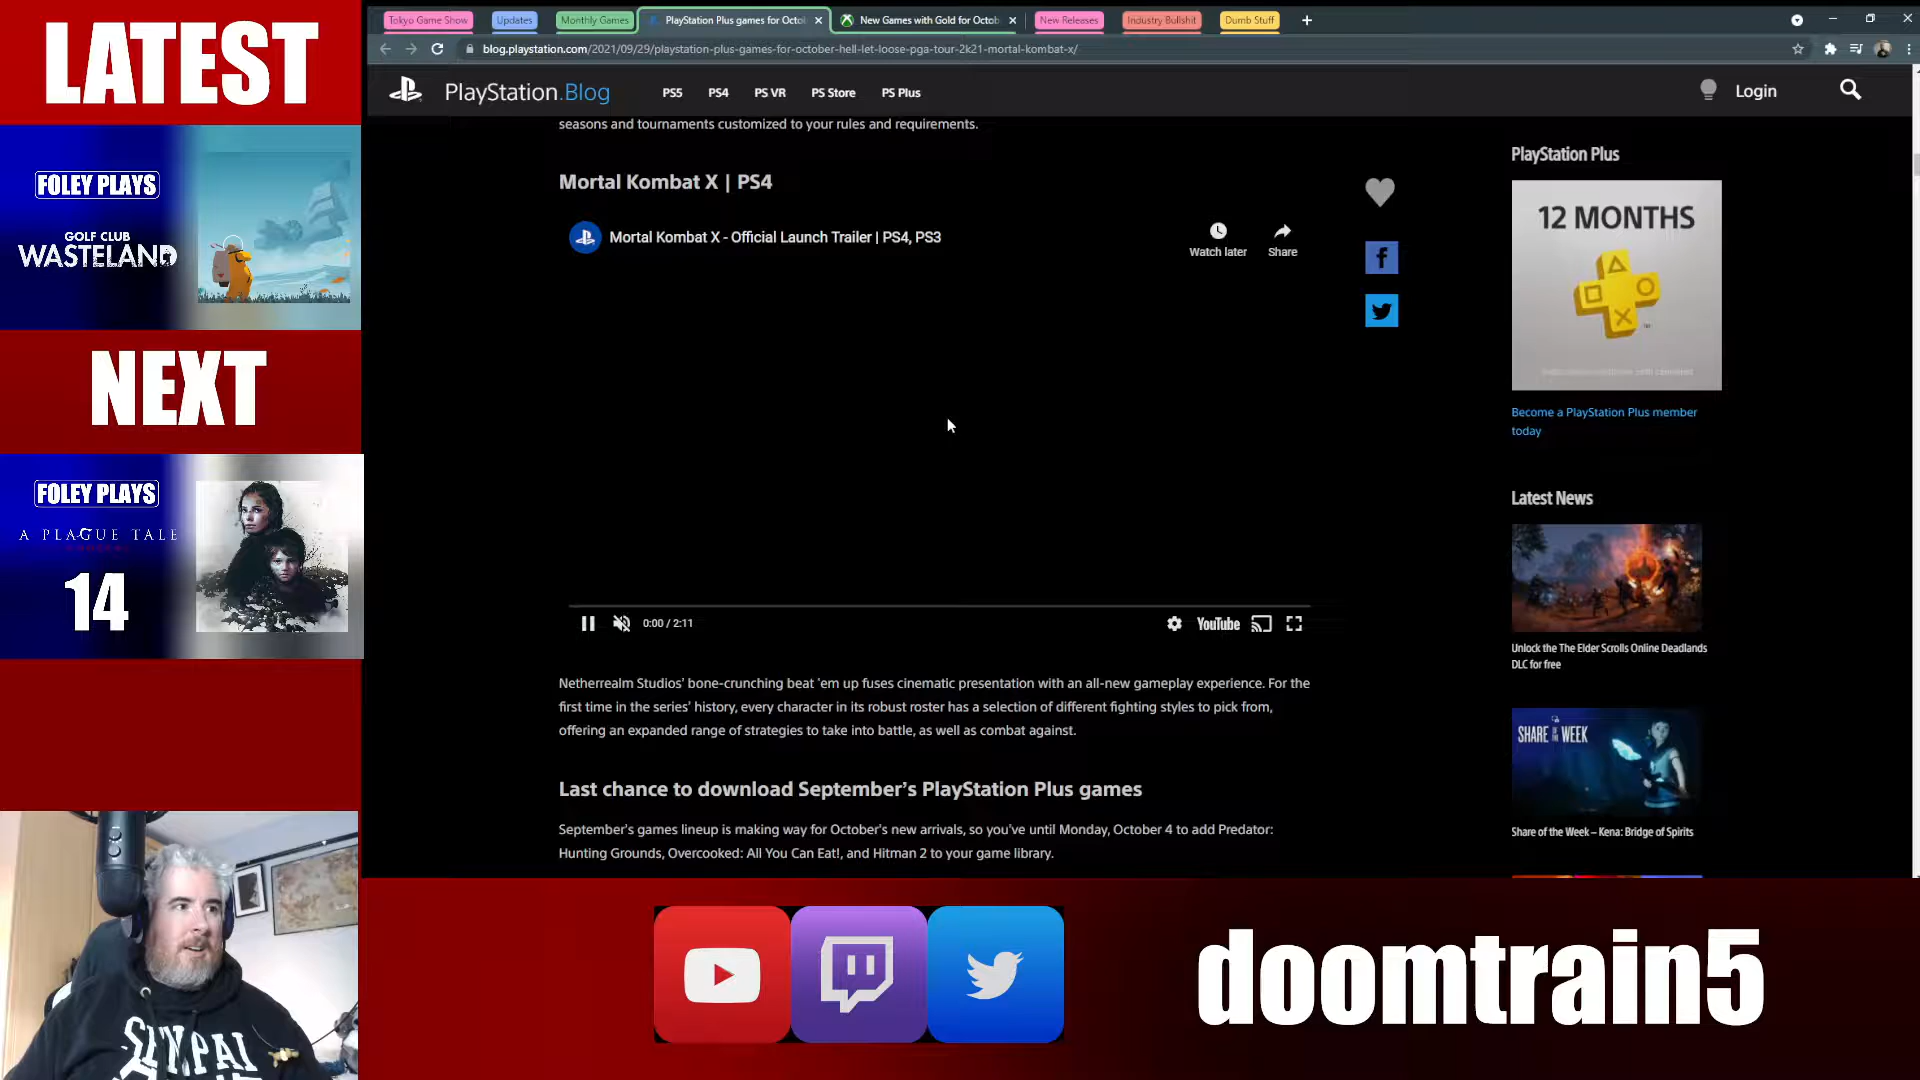 LATEST
FOLEY PLAYS
GOLF CLUB
WASTELAND
NEXT
FOLEY PLAYS
A PLAGUE TALE
14
Tokyo Game Show
Updates
Monthly Games
PlayStation Plus games for Octob
New Games with Gold for Octob
New Releases
Industry Bullshit
Dumb Stuff
blog.playstation.com/2021/09/29/playstation-plus-games-for-october-hell-let-loose-pga-tour-2k21-mortal-kombat-x/
PlayStation.Blog
PS5
PS4
PS VR
PS Store
PS Plus
Login
seasons and tournaments customized to your rules and requirements.
Mortal Kombat X | PS4
Mortal Kombat X - Official Launch Trailer | PS4, PS3
Watch later
Share
0:00 / 2:11
YouTube
Netherrealm Studios' bone-crunching beat 'em up fuses cinematic presentation with an all-new gameplay experience. For the
first time in the series' history, every character in its robust roster has a selection of different fighting styles to pick from,
offering an expanded range of strategies to take into battle, as well as combat against.
Last chance to download September's PlayStation Plus games
September's games lineup is making way for October's new arrivals, so you've until Monday, October 4 to add Predator:
Hunting Grounds, Overcooked: All You Can Eat!, and Hitman 2 to your game library.
PlayStation Plus
12 MONTHS
Become a PlayStation Plus member
today
Latest News
Unlock the The Elder Scrolls Online Deadlands
DLC for free
SHARE OF THE WEEK
Share of the Week – Kena: Bridge of Spirits
SENPAI
doomtrain5